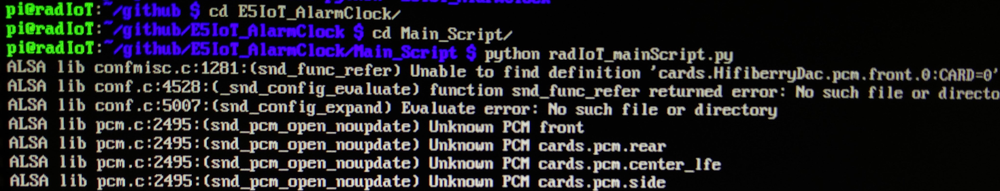 pi@radIoT:~/github $ cd E5IoT_AlarmClock/
pi@radIoT:~/github/E5IoT_AlarmClock $ cd Main_Script/
pi@radIoT:~/github/E5IoT_AlarmClock/Main_Script $ python radIoT_mainScript.py
ALSA lib confmisc.c:1281:(snd_func_refer) Unable to find definition 'cards.HifiberryDac.pcm.front.0:CARD=0'
ALSA lib conf.c:4528:(_snd_config_evaluate) function snd_func_refer returned error: No such file or directo
ALSA lib conf.c:5007:(snd_config_expand) Evaluate error: No such file or directory
ALSA lib pcm.c:2495:(snd_pcm_open_noupdate) Unknown PCM front
ALSA lib pcm.c:2495:(snd_pcm_open_noupdate) Unknown PCM cards.pcm.rear
ALSA lib pcm.c:2495:(snd_pcm_open_noupdate) Unknown PCM cards.pcm.center_lfe
ALSA lib pcm.c:2495:(snd_pcm_open_noupdate) Unknown PCM cards.pcm.side